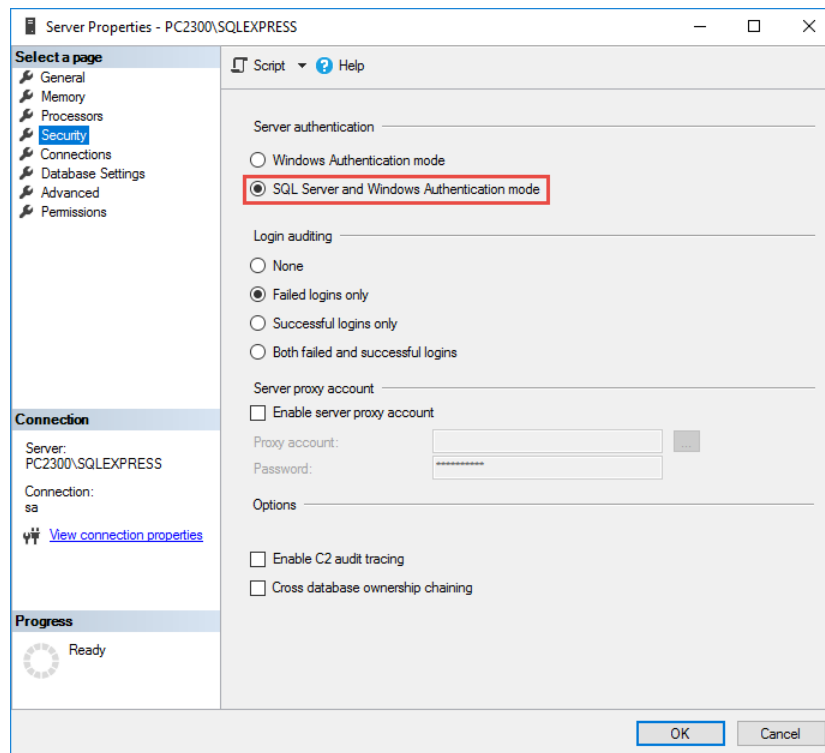 Server Properties - PC2300\SQLEXPRESS
Select a page
General
Memory
Processors
Security
Connections
Database Settings
Advanced
Permissions
Connection
Server:
PC2300\SQLEXPRESS
Connection:
sa
View connection properties
Progress
Ready
Script
Help
Server authentication
Windows Authentication mode
SQL Server and Windows Authentication mode
Login auditing
None
Failed logins only
Successful logins only
Both failed and successful logins
Server proxy account
Enable server proxy account
Proxy account:
...
Password:
**********
Options
Enable C2 audit tracing
Cross database ownership chaining
OK
Cancel